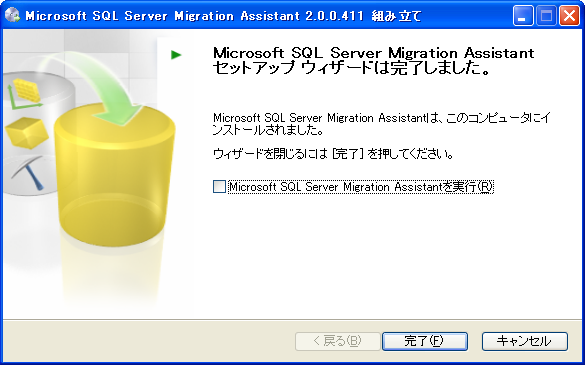 Microsoft SQL Server Migration Assistant 2.0.0.411 組み立て
Microsoft SQL Server Migration Assistant
セットアップ ウィザードは完了しました。
Microsoft SQL Server Migration Assistantは、このコンピュータにイ
ンストールされました。
ウィザードを閉じるには [完了] を押してください。
Microsoft SQL Server Migration Assistantを実行(R)
< 戻る(B)
完了(F)
キャンセル